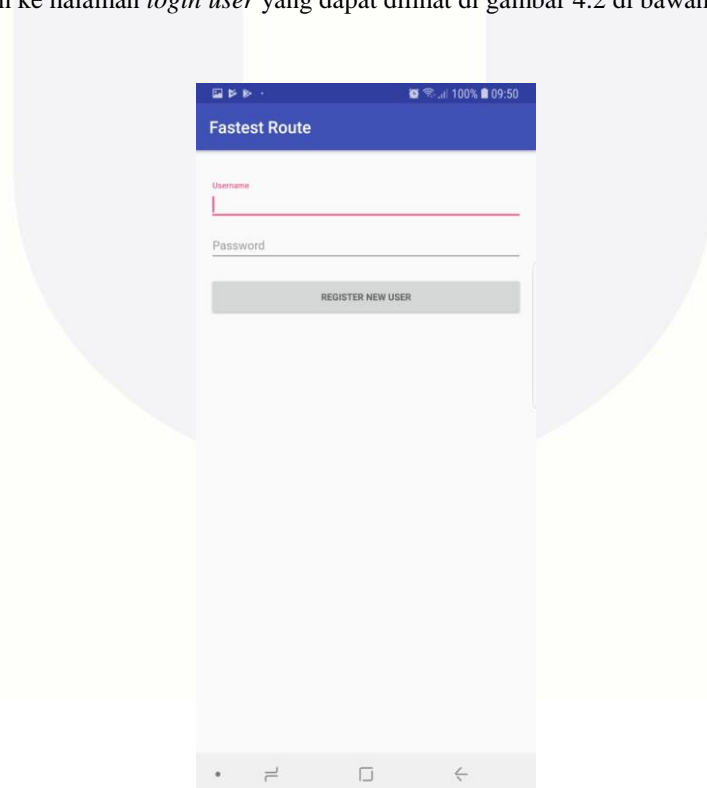 ke halaman login user yang dapat dilihat di gambar 4.2 di bawah
100% 09:50
Fastest Route
Username
Password
REGISTER NEW USER